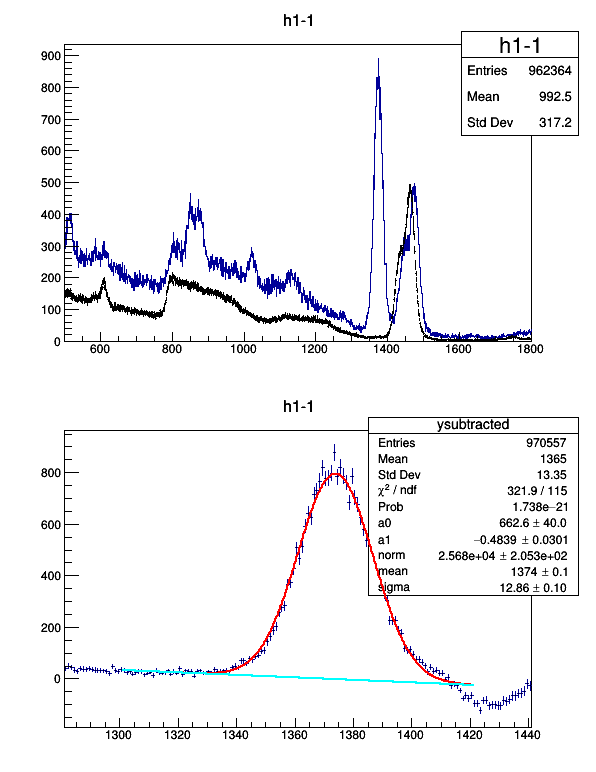 h1-1
h1-1
Entries 962364
Mean 992.5
Std Dev 317.2
900
800
700
600
500
400
300
200
100
0
600 800 1000 1200 1400 1600 1800
h1-1
ysubtracted
Entries 970557
Mean 1365
Std Dev 13.35
χ² / ndf 321.9 / 115
Prob 1.738e−21
a0 662.6 ± 40.0
a1 −0.4839 ± 0.0301
norm 2.568e+04 ± 2.053e+02
mean 1374 ± 0.1
sigma 12.86 ± 0.10
800
600
400
200
0
1300 1320 1340 1360 1380 1400 1420 1440